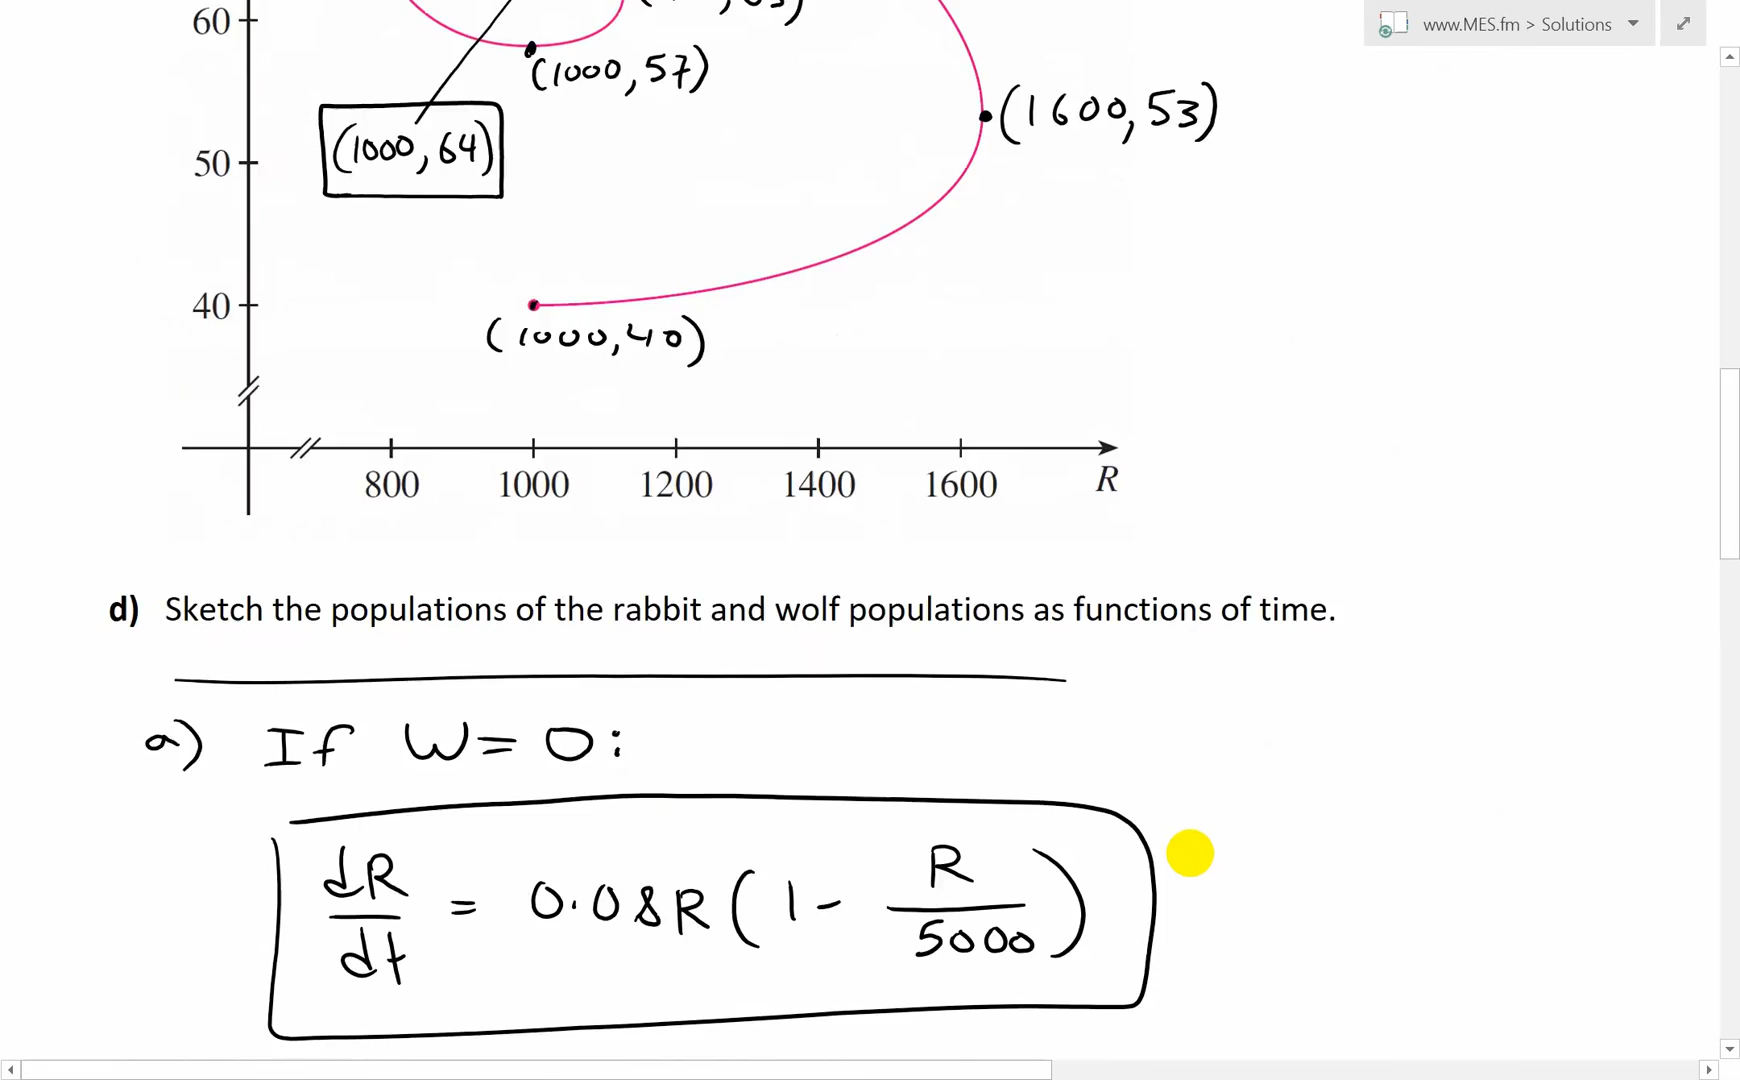 www.MES.fm > Solutions
60
(1000,57)
(1600,53)
(1000,64)
50
40
(1000,40)
800 1000 1200 1400 1600 R
d) Sketch the populations of the rabbit and wolf populations as functions of time.
a) If W = 0:
dR/dt = 0.08R(1 - R/5000)